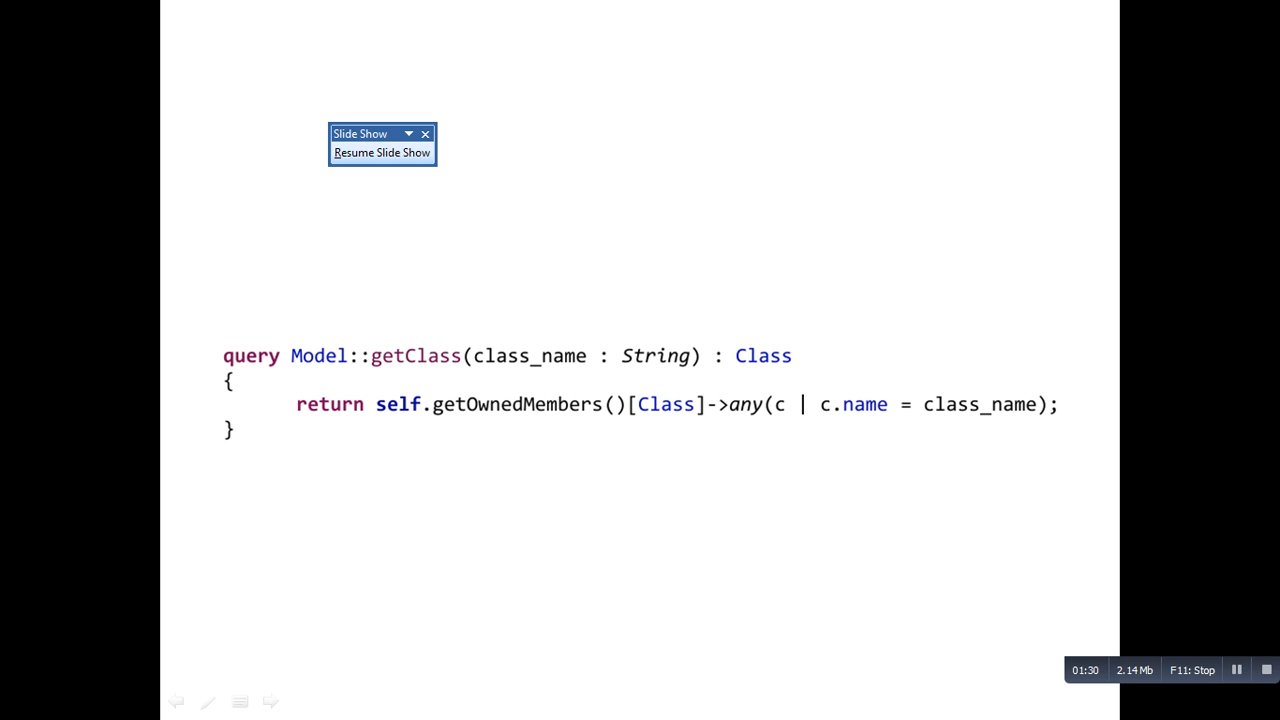 Slide Show
Resume Slide Show
query Model::getClass(class_name : String) : Class
{
return self.getOwnedMembers()[Class]->any(c | c.name = class_name);
}
01:30 2.14 Mb F11: Stop